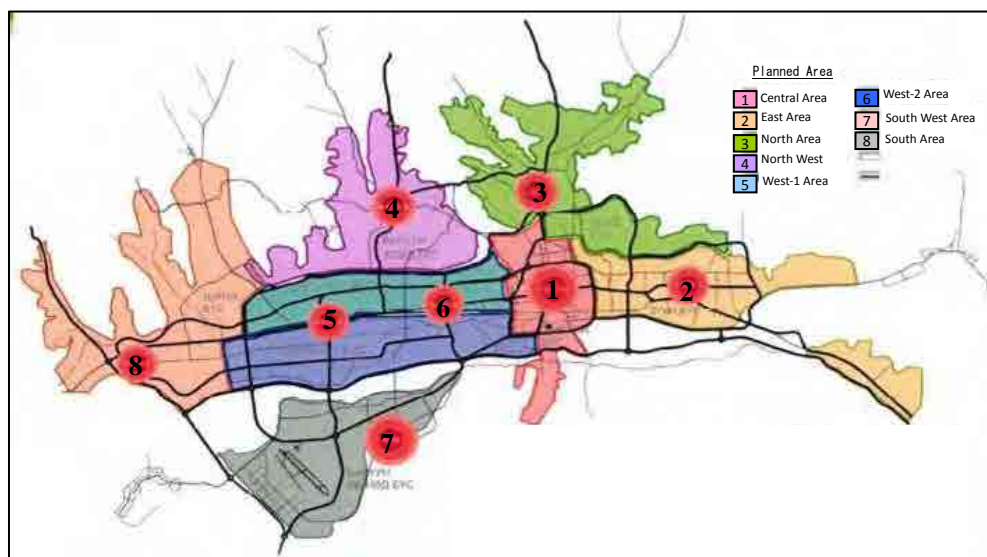 Planned Area
1 Central Area
2 East Area
3 North Area
4 North West
5 West-1 Area
6 West-2 Area
7 South West Area
8 South Area
3
4
1
2
6
5
8
7